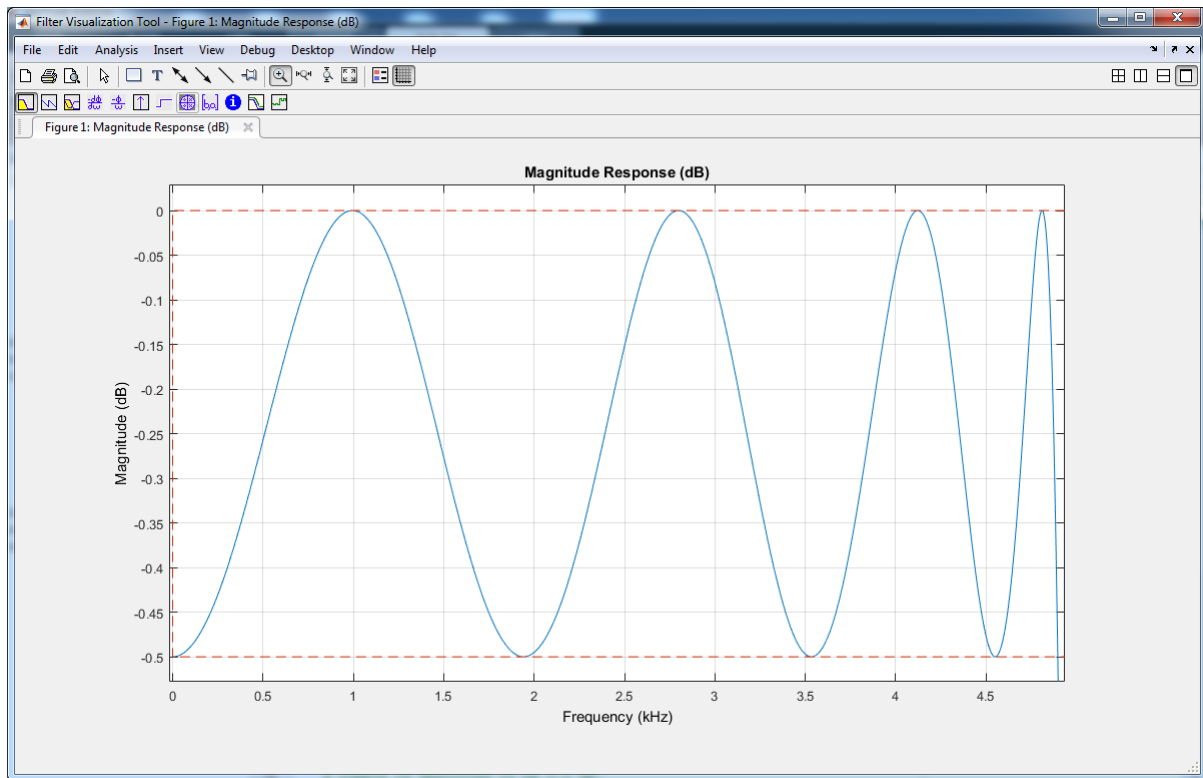 Filter Visualization Tool - Figure 1: Magnitude Response (dB)
File Edit Analysis Insert View Debug Desktop Window Help
Figure 1: Magnitude Response (dB)
Magnitude Response (dB)
0
-0.05
-0.1
-0.15
-0.2
-0.25
-0.3
-0.35
-0.4
-0.45
-0.5
Magnitude (dB)
0 0.5 1 1.5 2 2.5 3 3.5 4 4.5
Frequency (kHz)